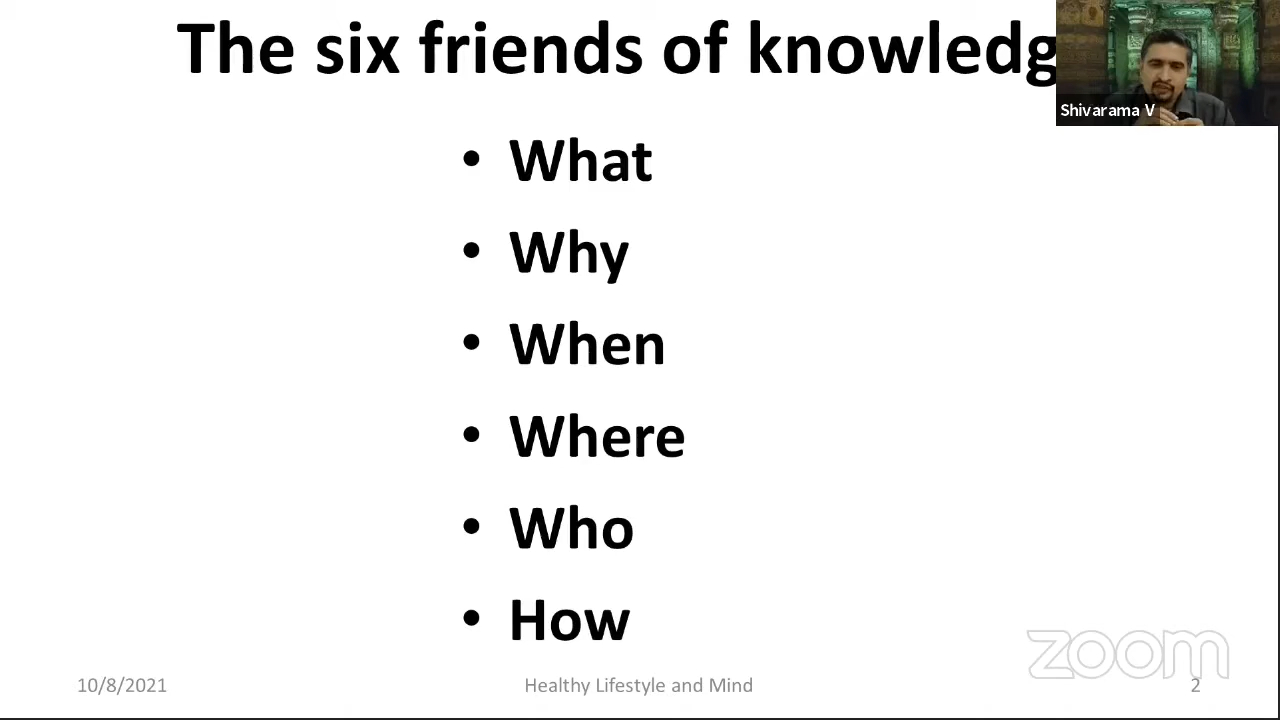 The six friends of knowledg
Shivarama V
• What
• Why
• When
• Where
• Who
• How
zoom
10/8/2021
Healthy Lifestyle and Mind
2